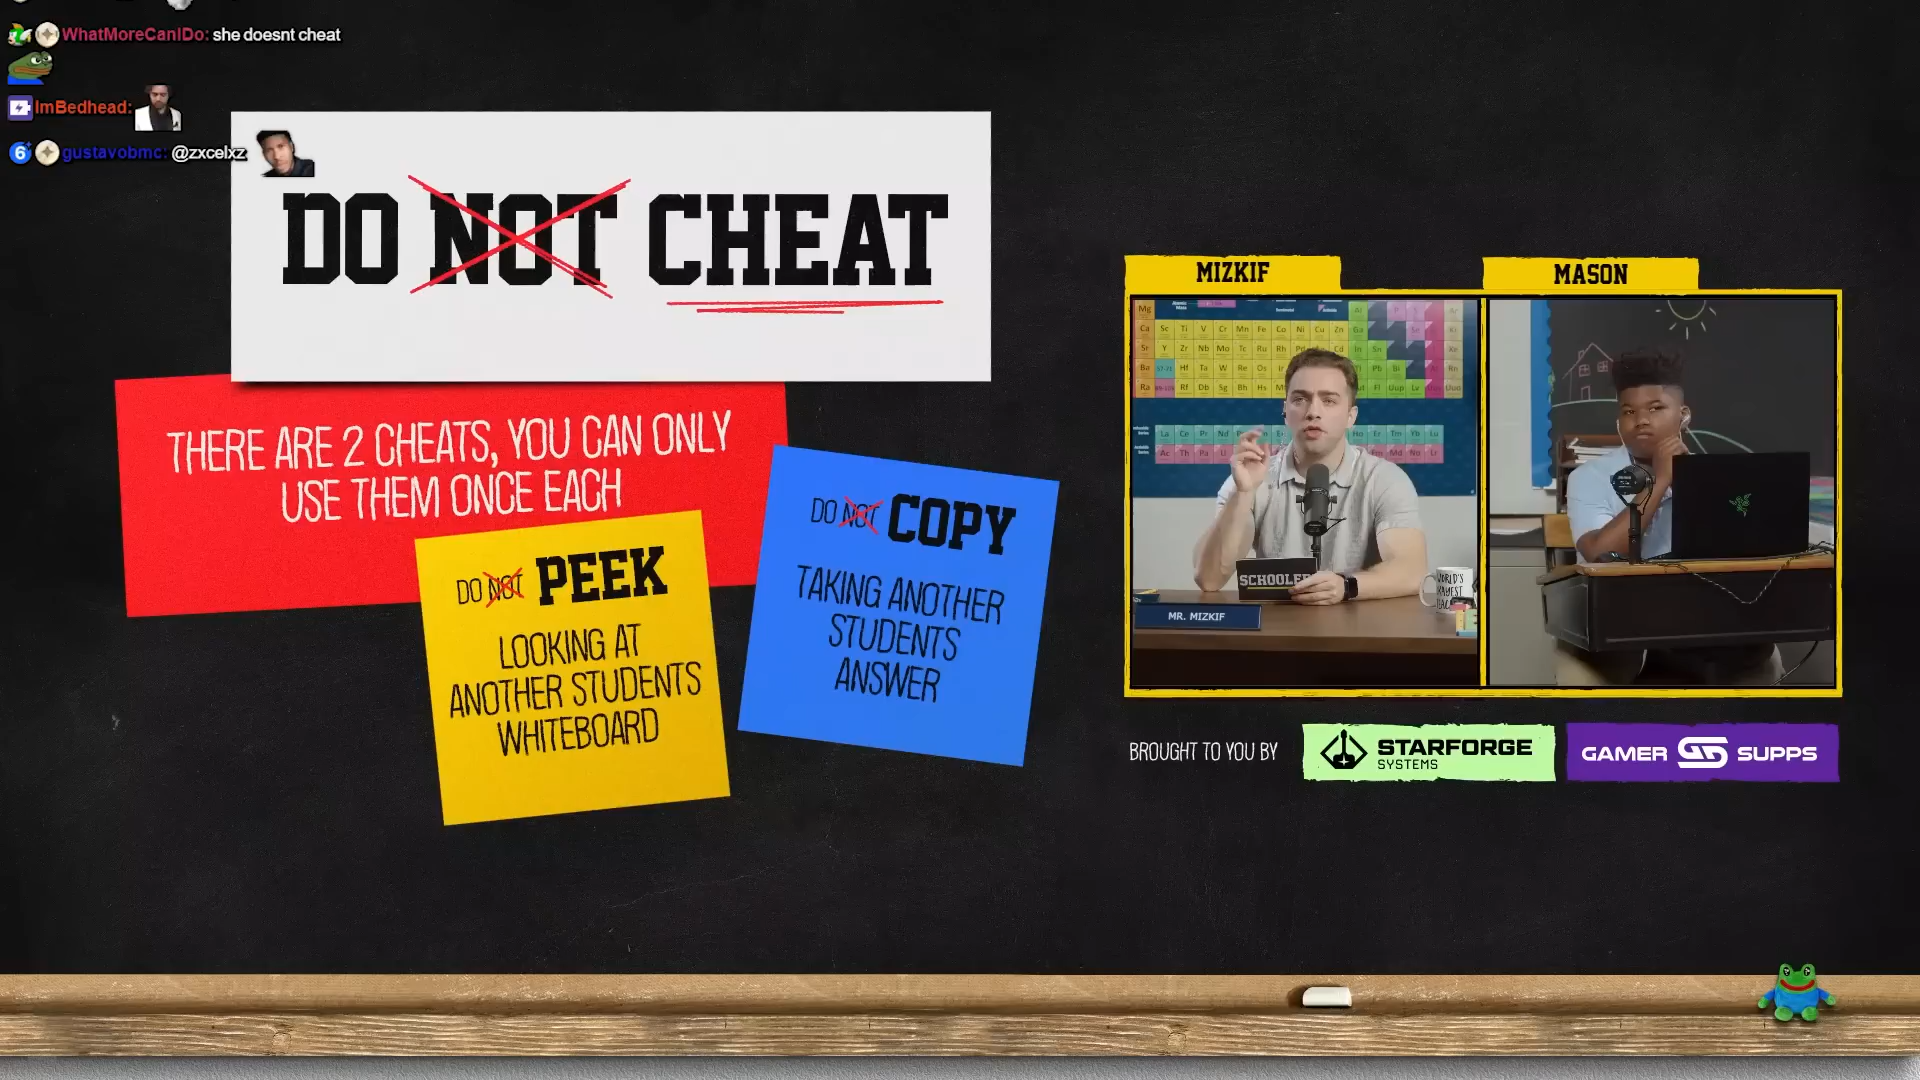 WhatMoreCanIDo: she doesnt cheat
ImBedhead:
gustavobmc: @zxcelxz
DO NOT CHEAT
THERE ARE 2 CHEATS, YOU CAN ONLY
USE THEM ONCE EACH
DO NOT PEEK
LOOKING AT
ANOTHER STUDENTS
WHITEBOARD
DO NOT COPY
TAKING ANOTHER
STUDENTS
ANSWER
MIZKIF
MASON
SCHOOLED
MR. MIZKIF
BROUGHT TO YOU BY
STARFORGE
SYSTEMS
GAMER SUPPS